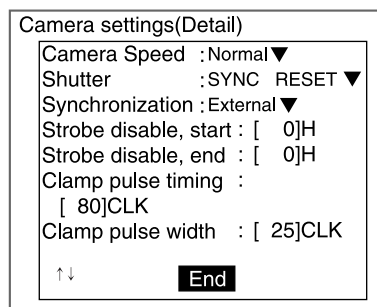 Camera settings(Detail)
Camera Speed :Normal▼
Shutter :SYNC RESET ▼
Synchronization :External▼
Strobe disable, start : [ 0]H
Strobe disable, end : [ 0]H
Clamp pulse timing :
[ 80]CLK
Clamp pulse width : [ 25]CLK
↑↓ End